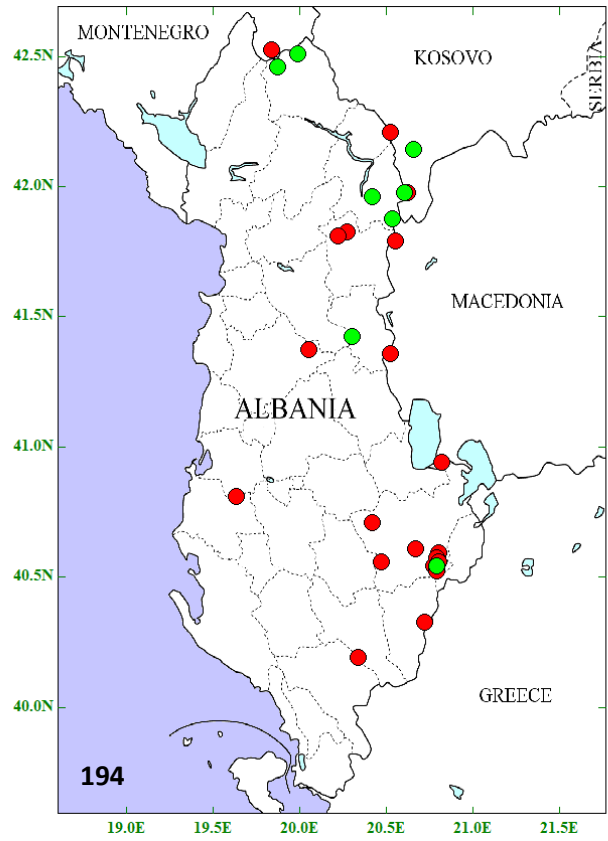 MONTENEGRO
KOSOVO
SERBIA
42.5N
42.0N
MACEDONIA
41.5N
ALBANIA
41.0N
40.5N
40.0N
GREECE
194
19.0E 19.5E 20.0E 20.5E 21.0E 21.5E